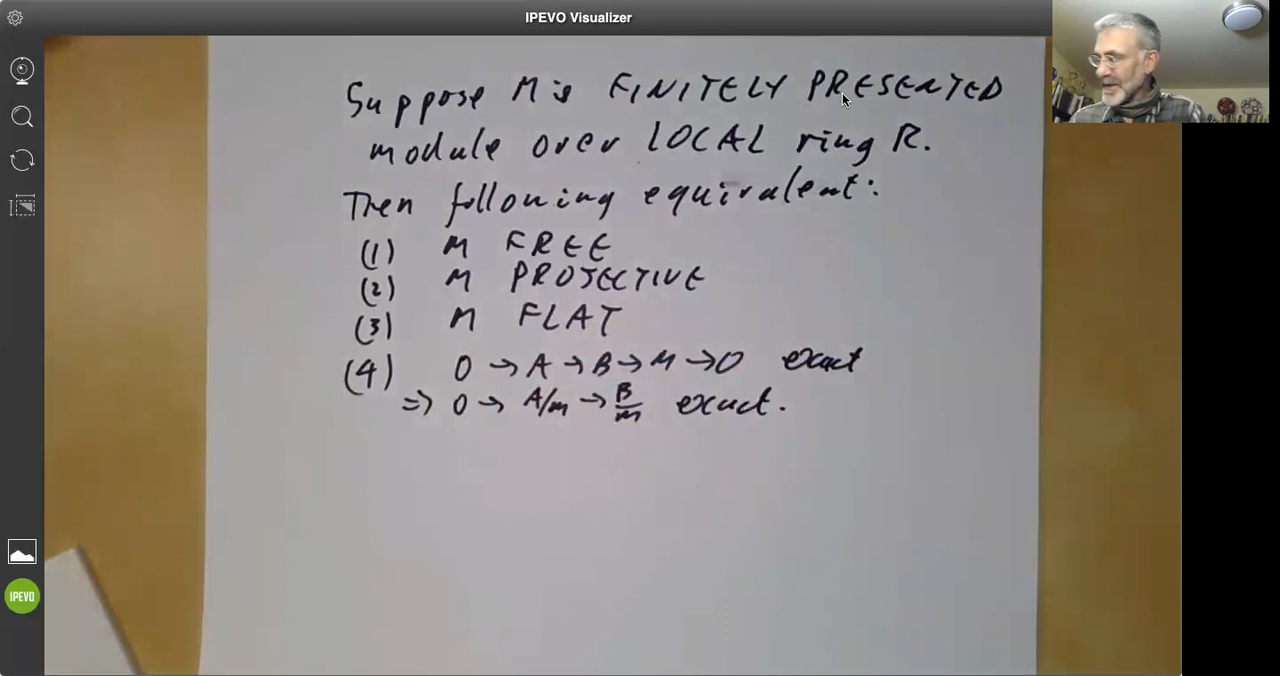 IPEVO Visualizer
Suppose M is FINITELY PRESENTED
module over LOCAL ring R.
Then following equivalent:
(1) M FREE
(2) M PROJECTIVE
(3) M FLAT
(4) 0 → A → B → M → 0 exact
⇒ 0 → A/m → B/m exact.
IPEVO